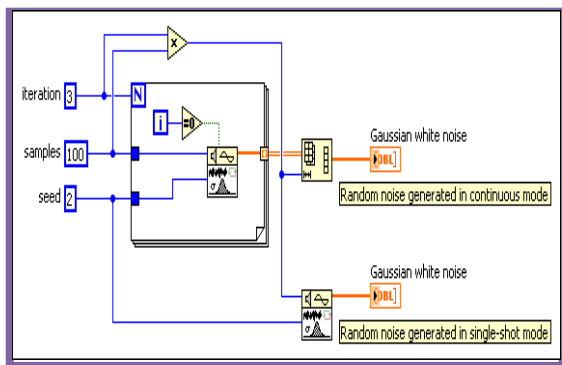 x
iteration 3
N
i
=0
samples 100
Gaussian white noise
DBL
Random noise generated in continuous mode
seed 2
σ
Gaussian white noise
DBL
Random noise generated in single-shot mode
σ